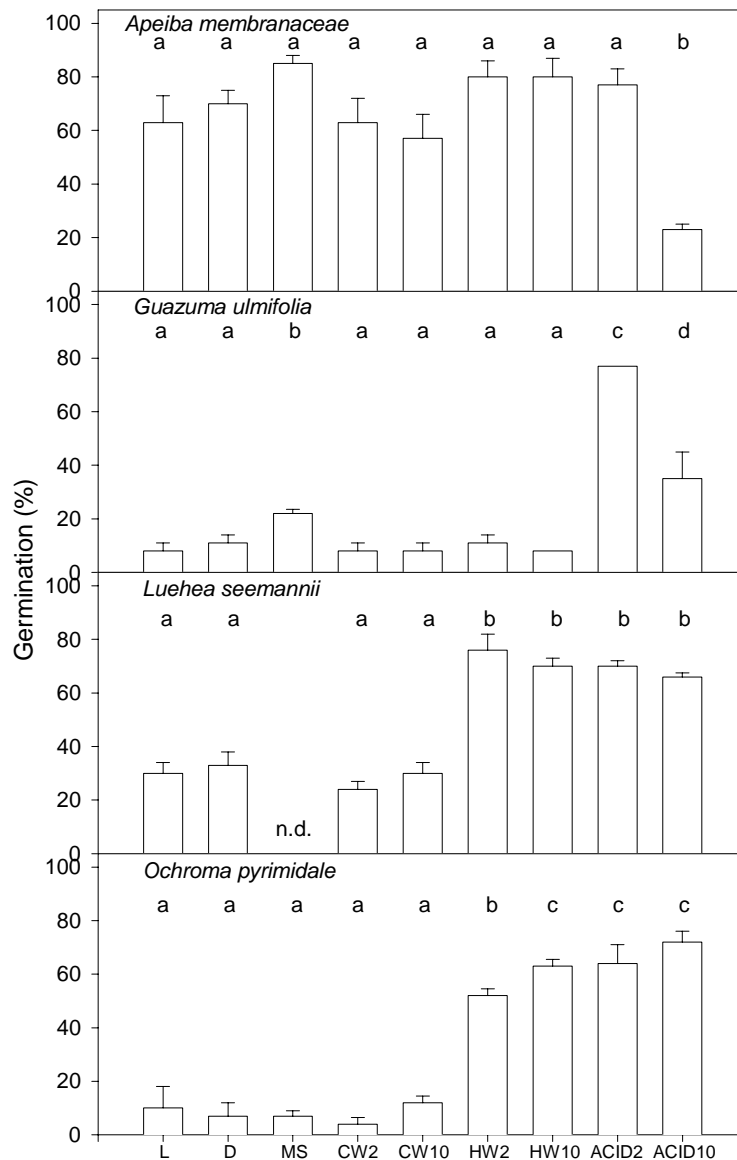 Apeiba membranaceae
100
a a a a a a a a b
80
60
40
20
0
Guazuma ulmifolia
100
a a b a a a a c d
80
60
40
20
0
Germination (%)
Luehea seemannii
100
a a a a b b b b
80
60
40
20
n.d.
0
Ochroma pyrimidale
100
a a a a a b c c c
80
60
40
20
0
L D MS CW2 CW10 HW2 HW10 ACID2 ACID10